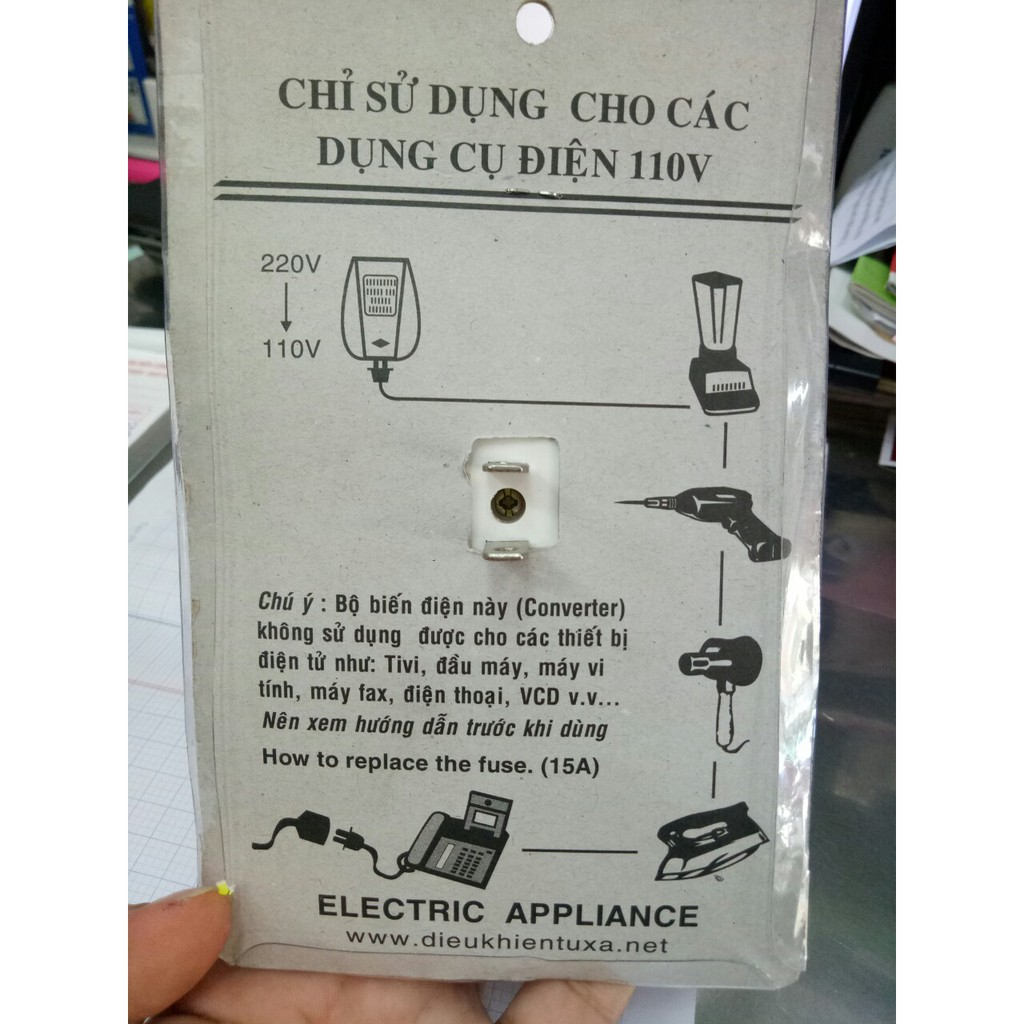 CHỈ SỬ DỤNG CHO CÁC
DỤNG CỤ ĐIỆN 110V
220V
110V
Chú ý : Bộ biến điện này (Converter)
không sử dụng được cho các thiết bị
điện tử như: Tivi, đầu máy, máy vi
tính, máy fax, điện thoại, VCD v.v...
Nên xem hướng dẫn trước khi dùng
How to replace the fuse. (15A)
ELECTRIC APPLIANCE
www.dieukhientuxa.net